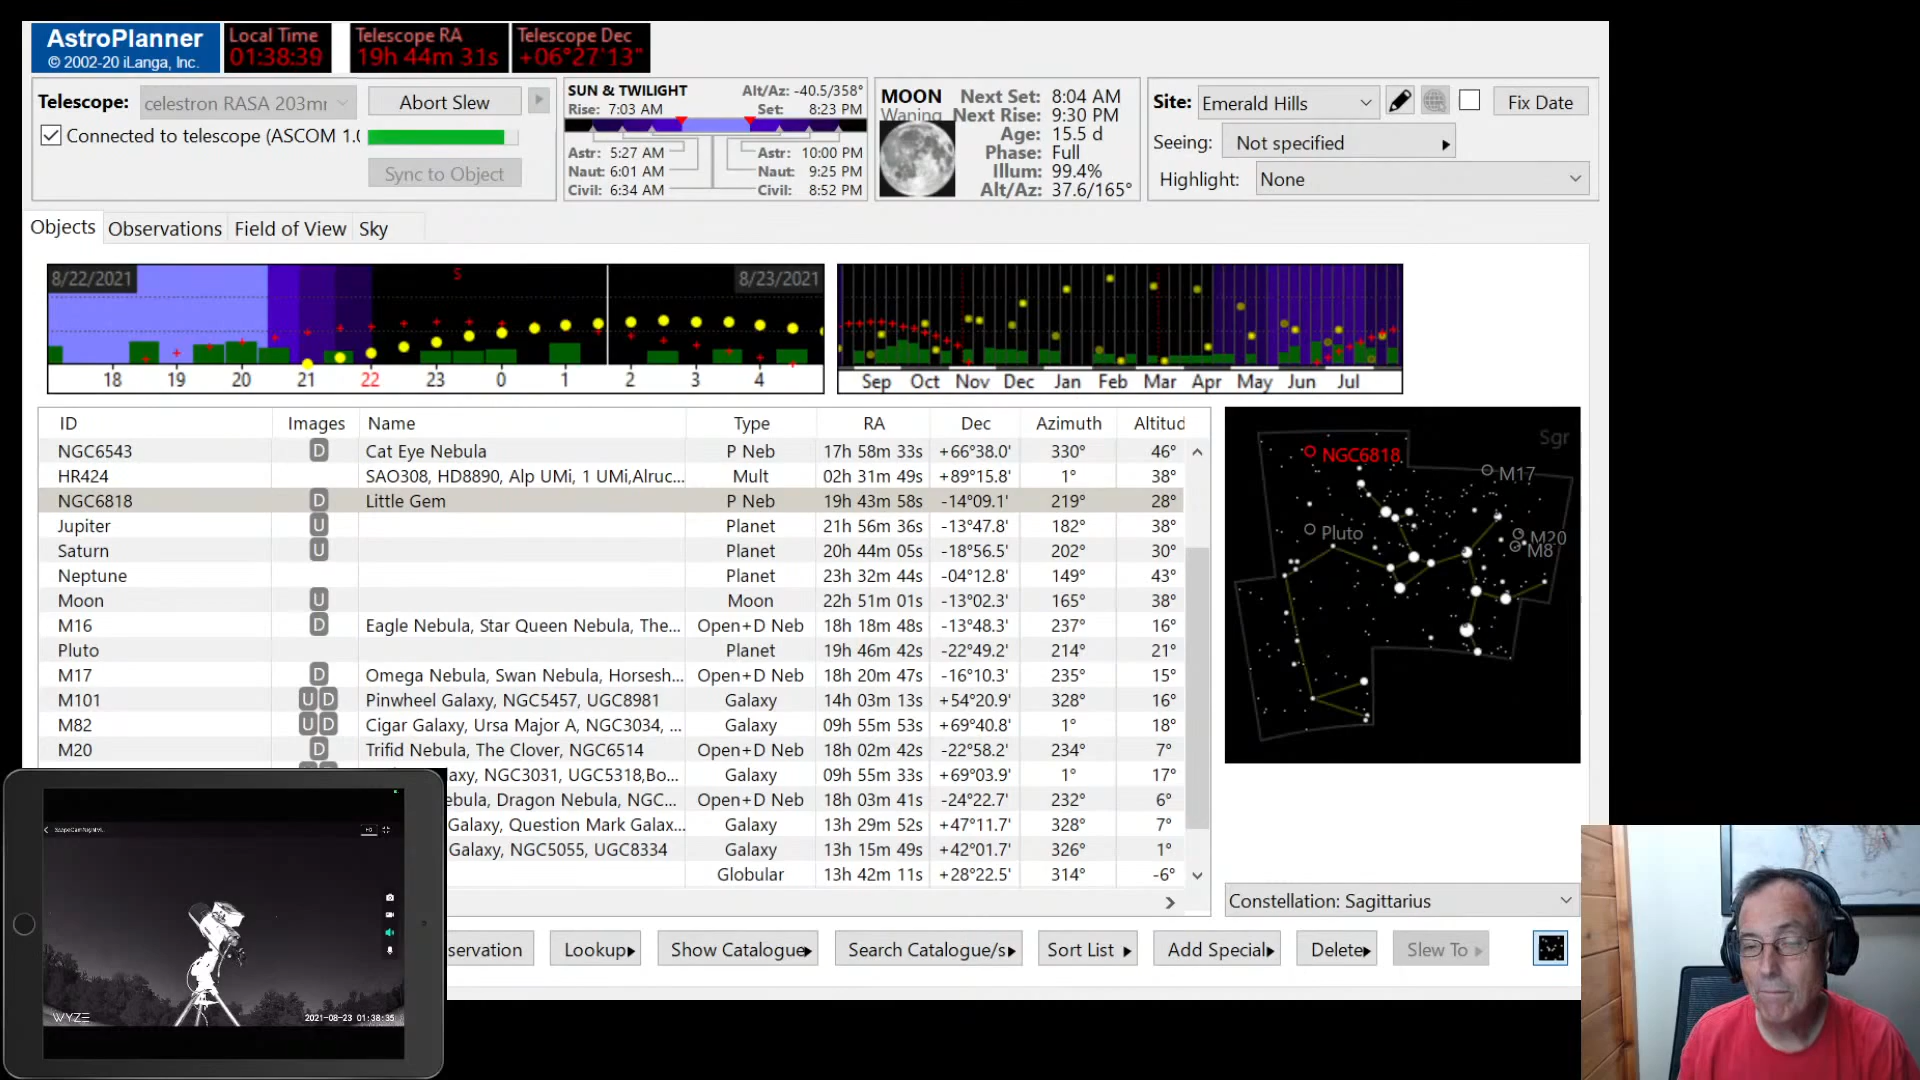 AstroPlanner
© 2002-20 iLanga, Inc.
Local Time
01:38:39
Telescope RA
19h 44m 31s
Telescope Dec
+06°27'13"
Telescope:
celestron RASA 203mr
Abort Slew
Connected to telescope (ASCOM 1.(
Sync to Object
SUN & TWILIGHT
Alt/Az: -40.5/358°
Rise: 7:03 AM
Set: 8:23 PM
Astr: 5:27 AM
Astr: 10:00 PM
Naut: 6:01 AM
Naut: 9:25 PM
Civil: 6:34 AM
Civil: 8:52 PM
MOON
Waning
Next Set: 8:04 AM
Next Rise: 9:30 PM
Age: 15.5 d
Phase: Full
Illum: 99.4%
Alt/Az: 37.6/165°
Site: Emerald Hills
Fix Date
Seeing: Not specified
Highlight: None
Objects Observations Field of View Sky
8/22/2021 S 8/23/2021
18 19 20 21 22 23 0 1 2 3 4
Sep Oct Nov Dec Jan Feb Mar Apr May Jun Jul
ID Images Name Type RA Dec Azimuth Altitud
NGC6543 D Cat Eye Nebula P Neb 17h 58m 33s +66°38.0' 330° 46°
HR424 SAO308, HD8890, Alp UMi, 1 UMi,Alruc... Mult 02h 31m 49s +89°15.8' 1° 38°
NGC6818 D Little Gem P Neb 19h 43m 58s -14°09.1' 219° 28°
Jupiter U Planet 21h 56m 36s -13°47.8' 182° 38°
Saturn U Planet 20h 44m 05s -18°56.5' 202° 30°
Neptune Planet 23h 32m 44s -04°12.8' 149° 43°
Moon U Moon 22h 51m 01s -13°02.3' 165° 38°
M16 D Eagle Nebula, Star Queen Nebula, The... Open+D Neb 18h 18m 48s -13°48.3' 237° 16°
Pluto Planet 19h 46m 42s -22°49.2' 214° 21°
M17 D Omega Nebula, Swan Nebula, Horsesh... Open+D Neb 18h 20m 47s -16°10.3' 235° 15°
M101 U D Pinwheel Galaxy, NGC5457, UGC8981 Galaxy 14h 03m 13s +54°20.9' 328° 16°
M82 U D Cigar Galaxy, Ursa Major A, NGC3034, ... Galaxy 09h 55m 53s +69°40.8' 1° 18°
M20 D Trifid Nebula, The Clover, NGC6514 Open+D Neb 18h 02m 42s -22°58.2' 234° 7°
laxy, NGC3031, UGC5318,Bo... Galaxy 09h 55m 33s +69°03.9' 1° 17°
ebula, Dragon Nebula, NGC... Open+D Neb 18h 03m 41s -24°22.7' 232° 6°
Galaxy, Question Mark Galax... Galaxy 13h 29m 52s +47°11.7' 328° 7°
Galaxy, NGC5055, UGC8334 Galaxy 13h 15m 49s +42°01.7' 326° 1°
Globular 13h 42m 11s +28°22.5' 314° -6°
Sgr
NGC6818
M17
Pluto
M20
M8
Constellation: Sagittarius
servation Lookup Show Catalogue Search Catalogue/s Sort List Add Special Delete Slew To
WYZE
2021-08-23 01:38:35